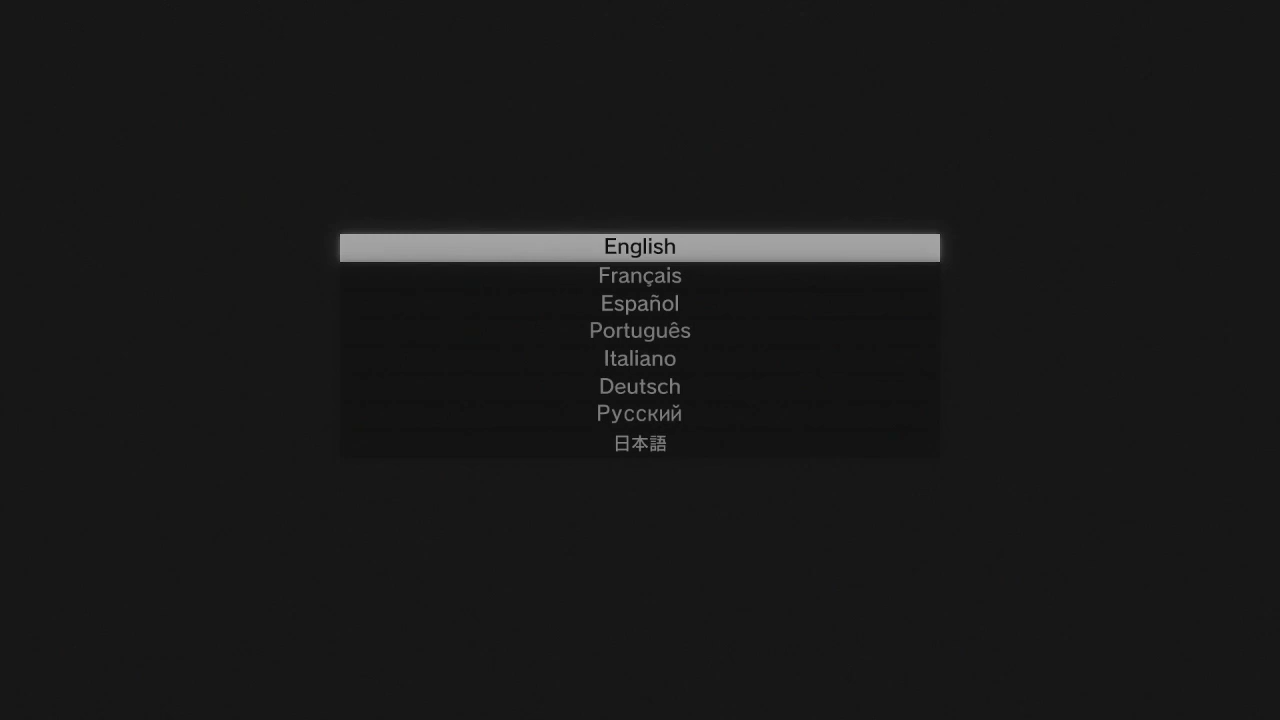 English
Français
Español
Português
Italiano
Deutsch
Русский
日本語